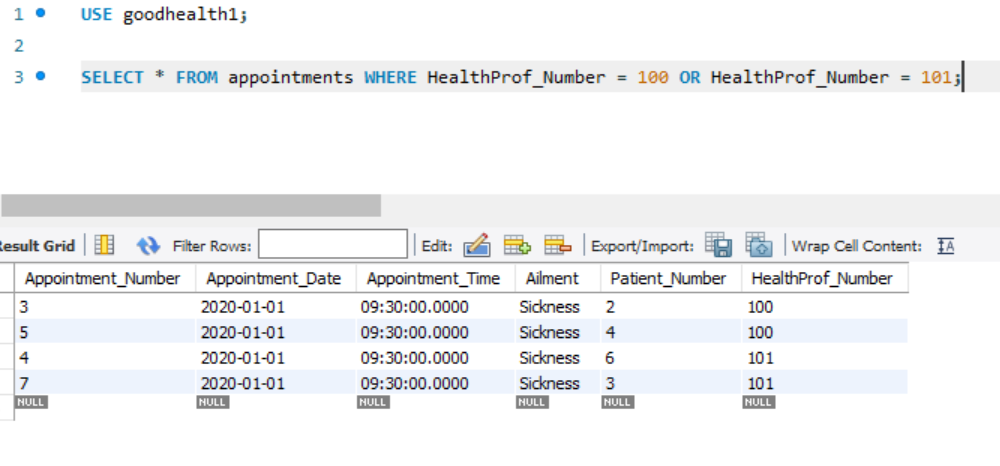 1 USE goodhealth1;
2
3 SELECT * FROM appointments WHERE HealthProf_Number = 100 OR HealthProf_Number = 101;
esult Grid Filter Rows: Edit: Export/Import: Wrap Cell Content: IA
Appointment_Number Appointment_Date Appointment_Time Ailment Patient_Number HealthProf_Number
3 2020-01-01 09:30:00.0000 Sickness 2 100
5 2020-01-01 09:30:00.0000 Sickness 4 100
4 2020-01-01 09:30:00.0000 Sickness 6 101
7 2020-01-01 09:30:00.0000 Sickness 3 101
NULL NULL NULL NULL NULL NULL